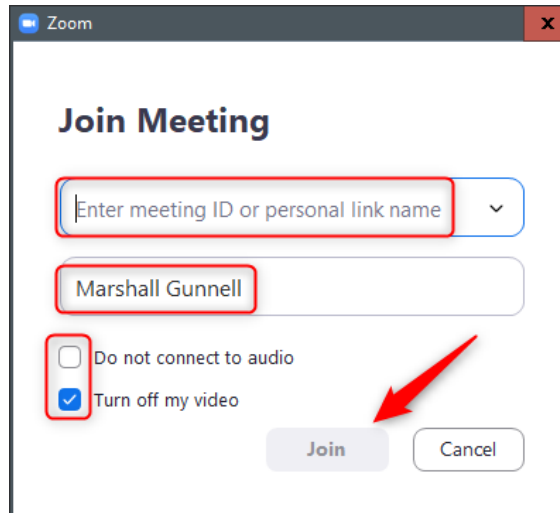 Zoom
Join Meeting
Enter meeting ID or personal link name
Marshall Gunnell
Do not connect to audio
Turn off my video
Join Cancel